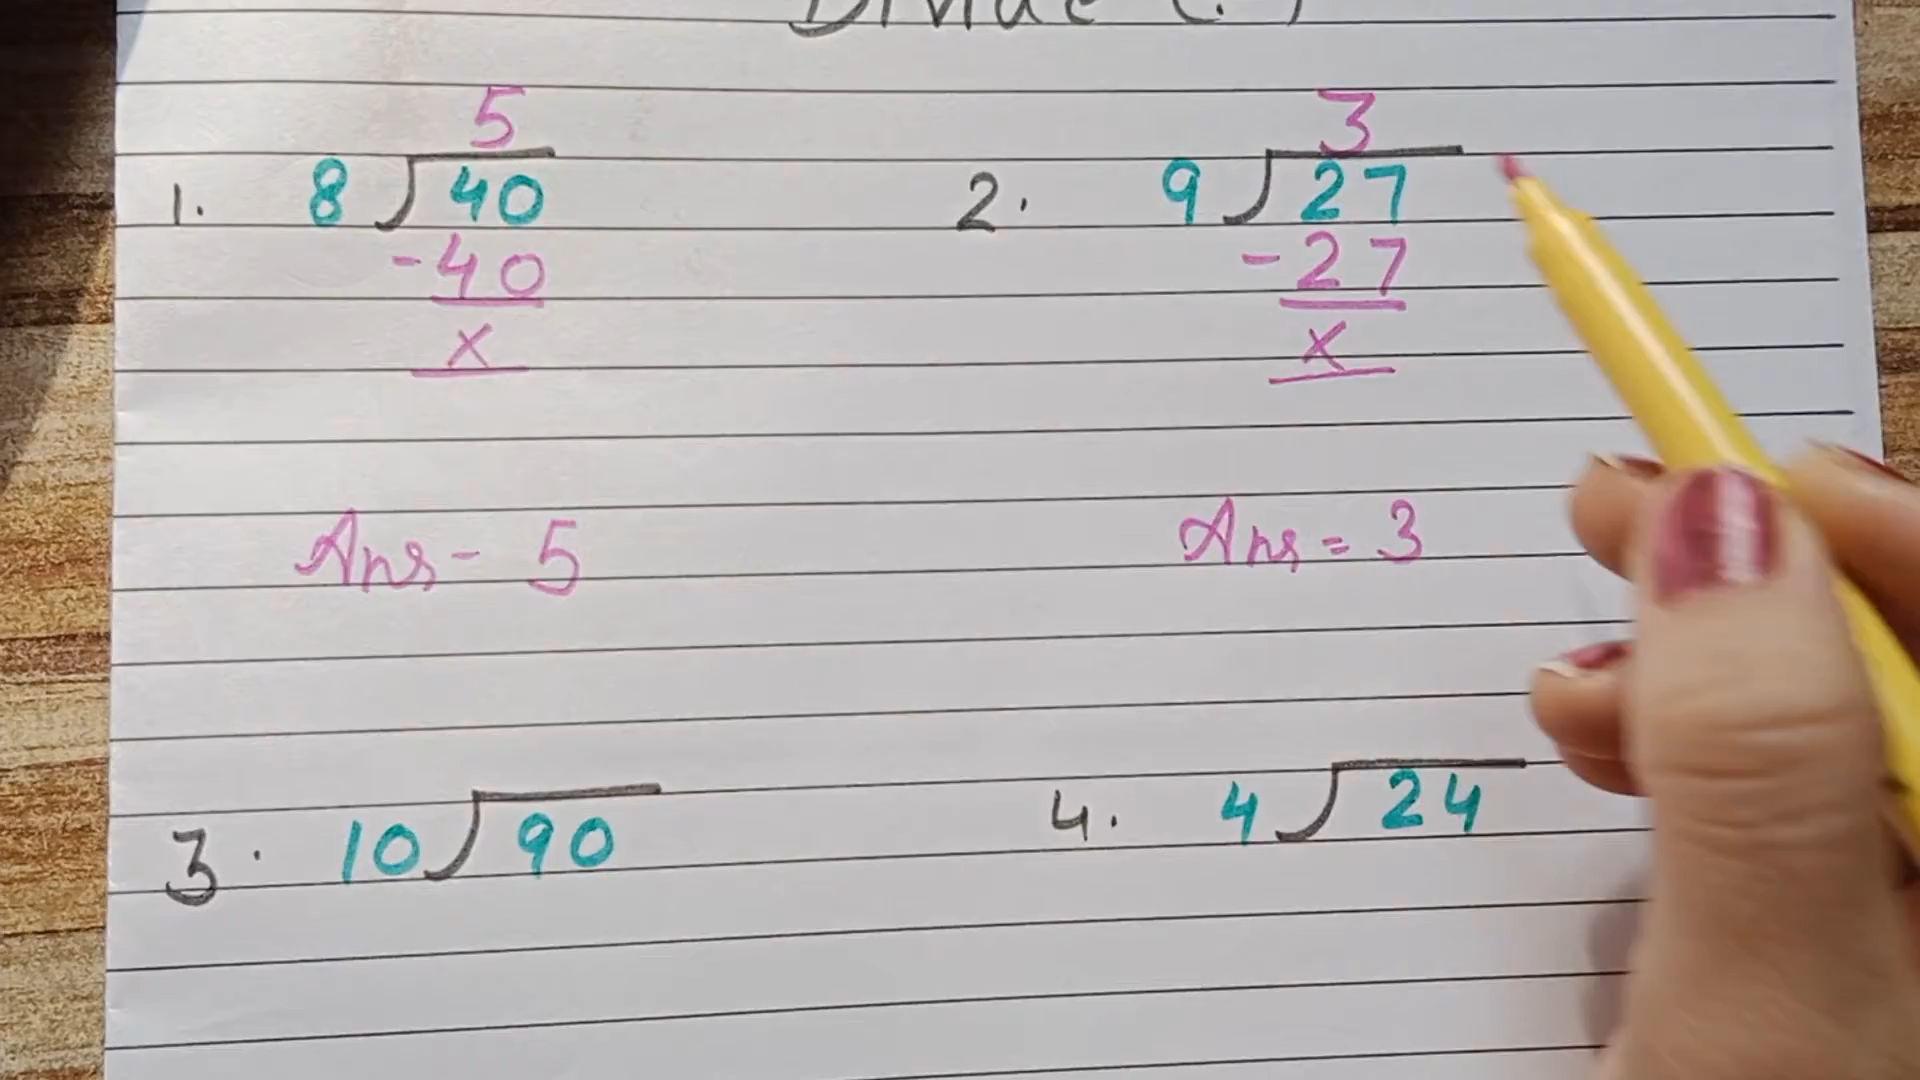 Divide (÷)
5
1. 8 ) 40
-40
x
Ans - 5
3
2. 9 ) 27
-27
x
Ans = 3
3. 10 ) 90
4. 4 ) 24